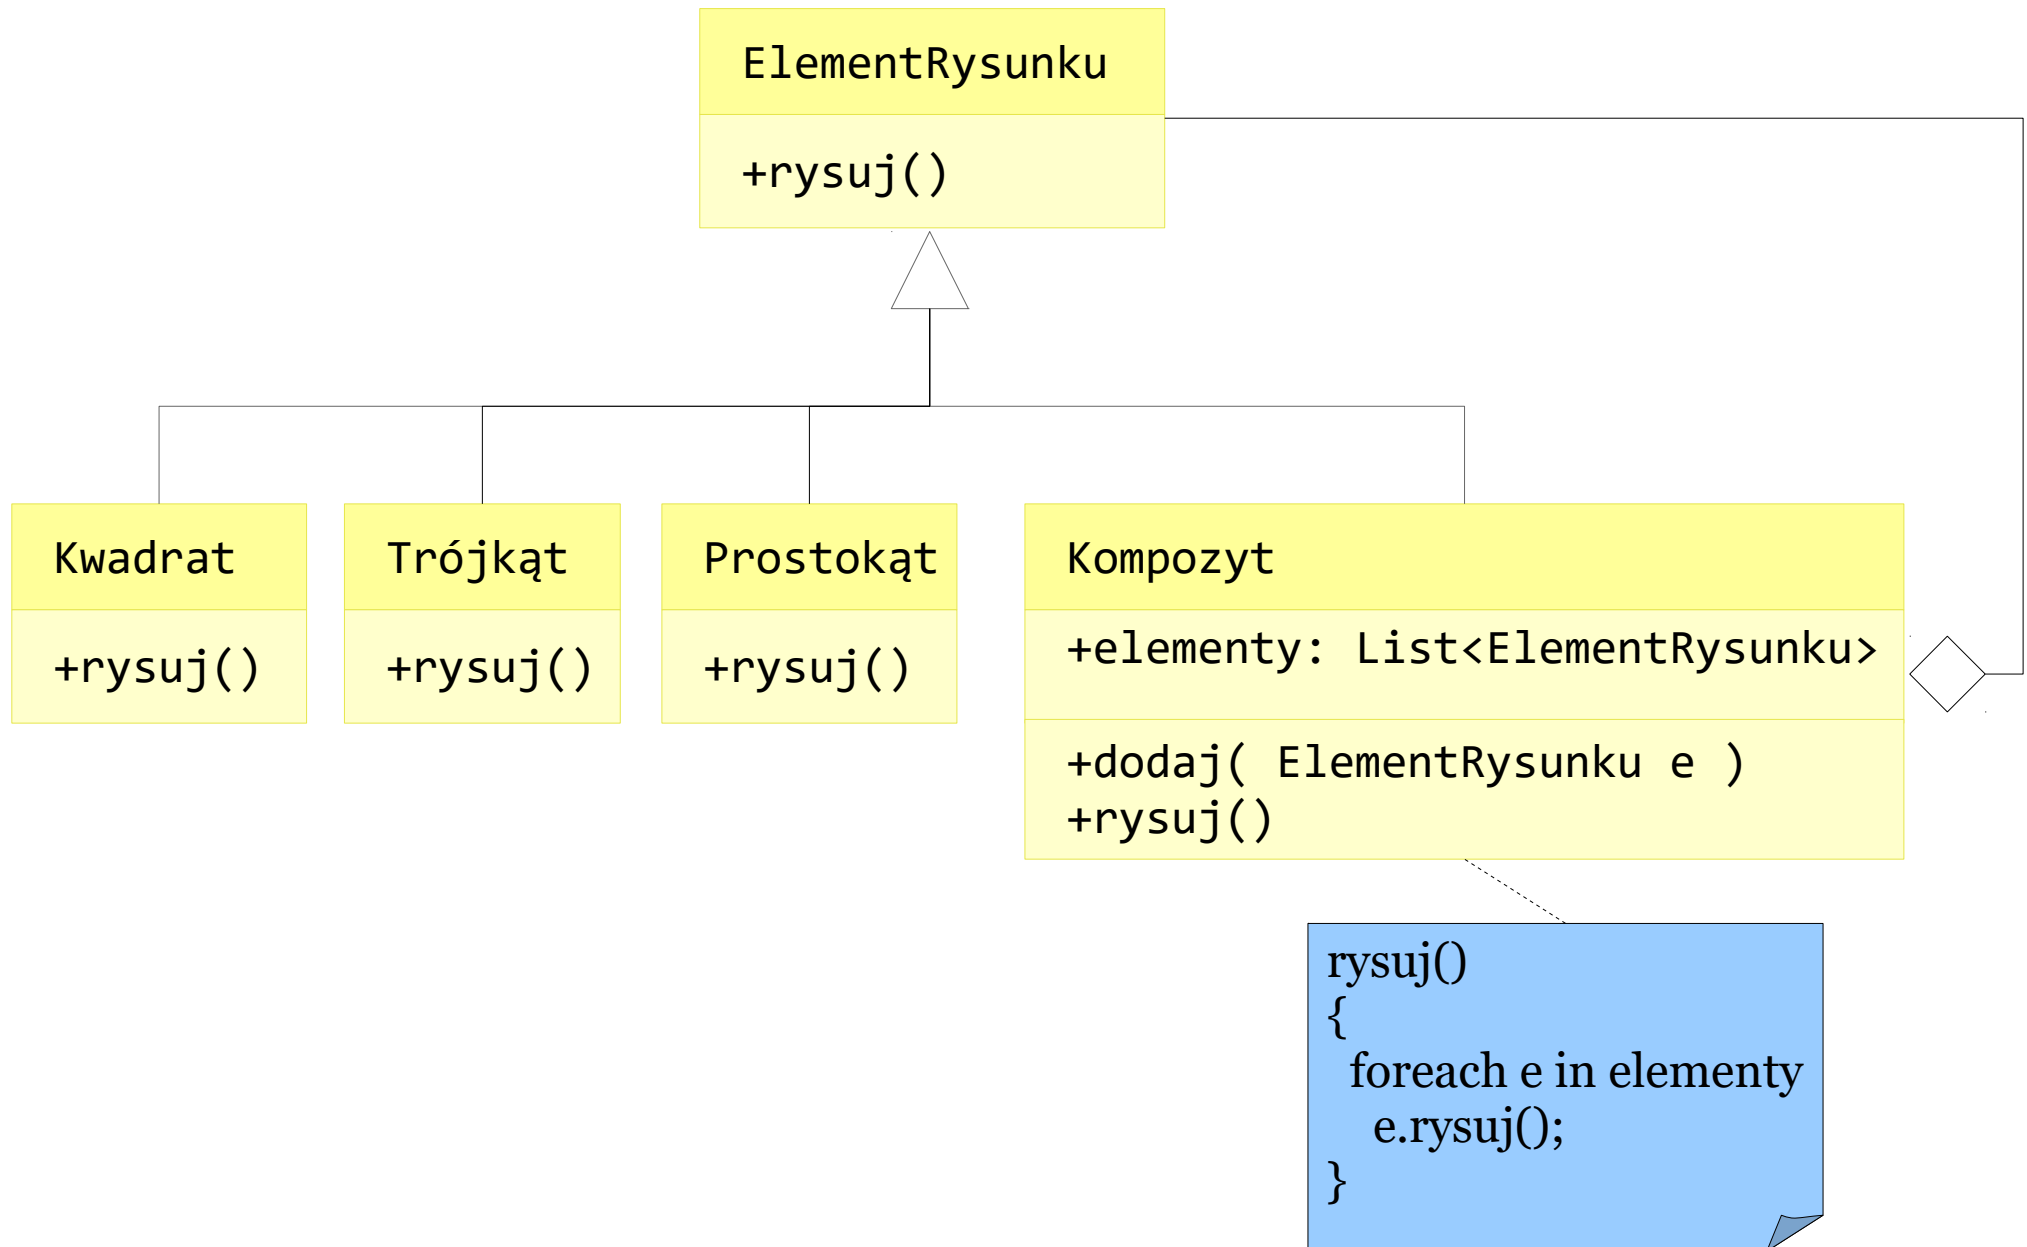 ElementRysunku
+rysuj()
Kwadrat
+rysuj()
Trójkąt
+rysuj()
Prostokąt
+rysuj()
Kompozyt
+elementy: List<ElementRysunku>
+dodaj( ElementRysunku e )
+rysuj()
rysuj()
{
foreach e in elementy
e.rysuj();
}